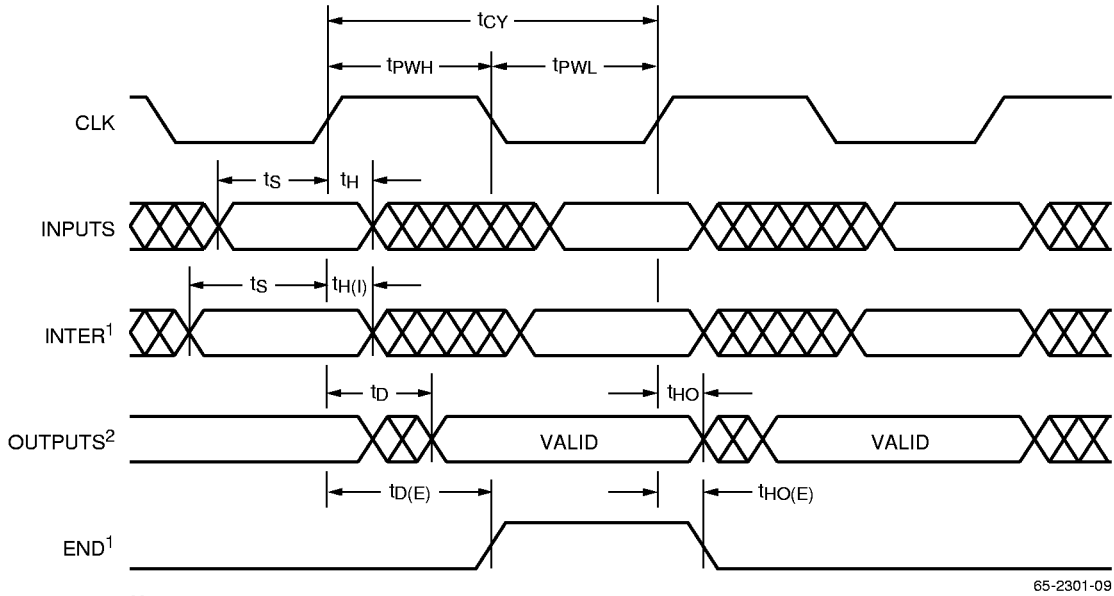 tCY
tPWH tPWL
CLK
tS tH
INPUTS
tS tH(I)
INTER¹
tD tHO
OUTPUTS² VALID VALID
tD(E) tHO(E)
END¹
65-2301-09